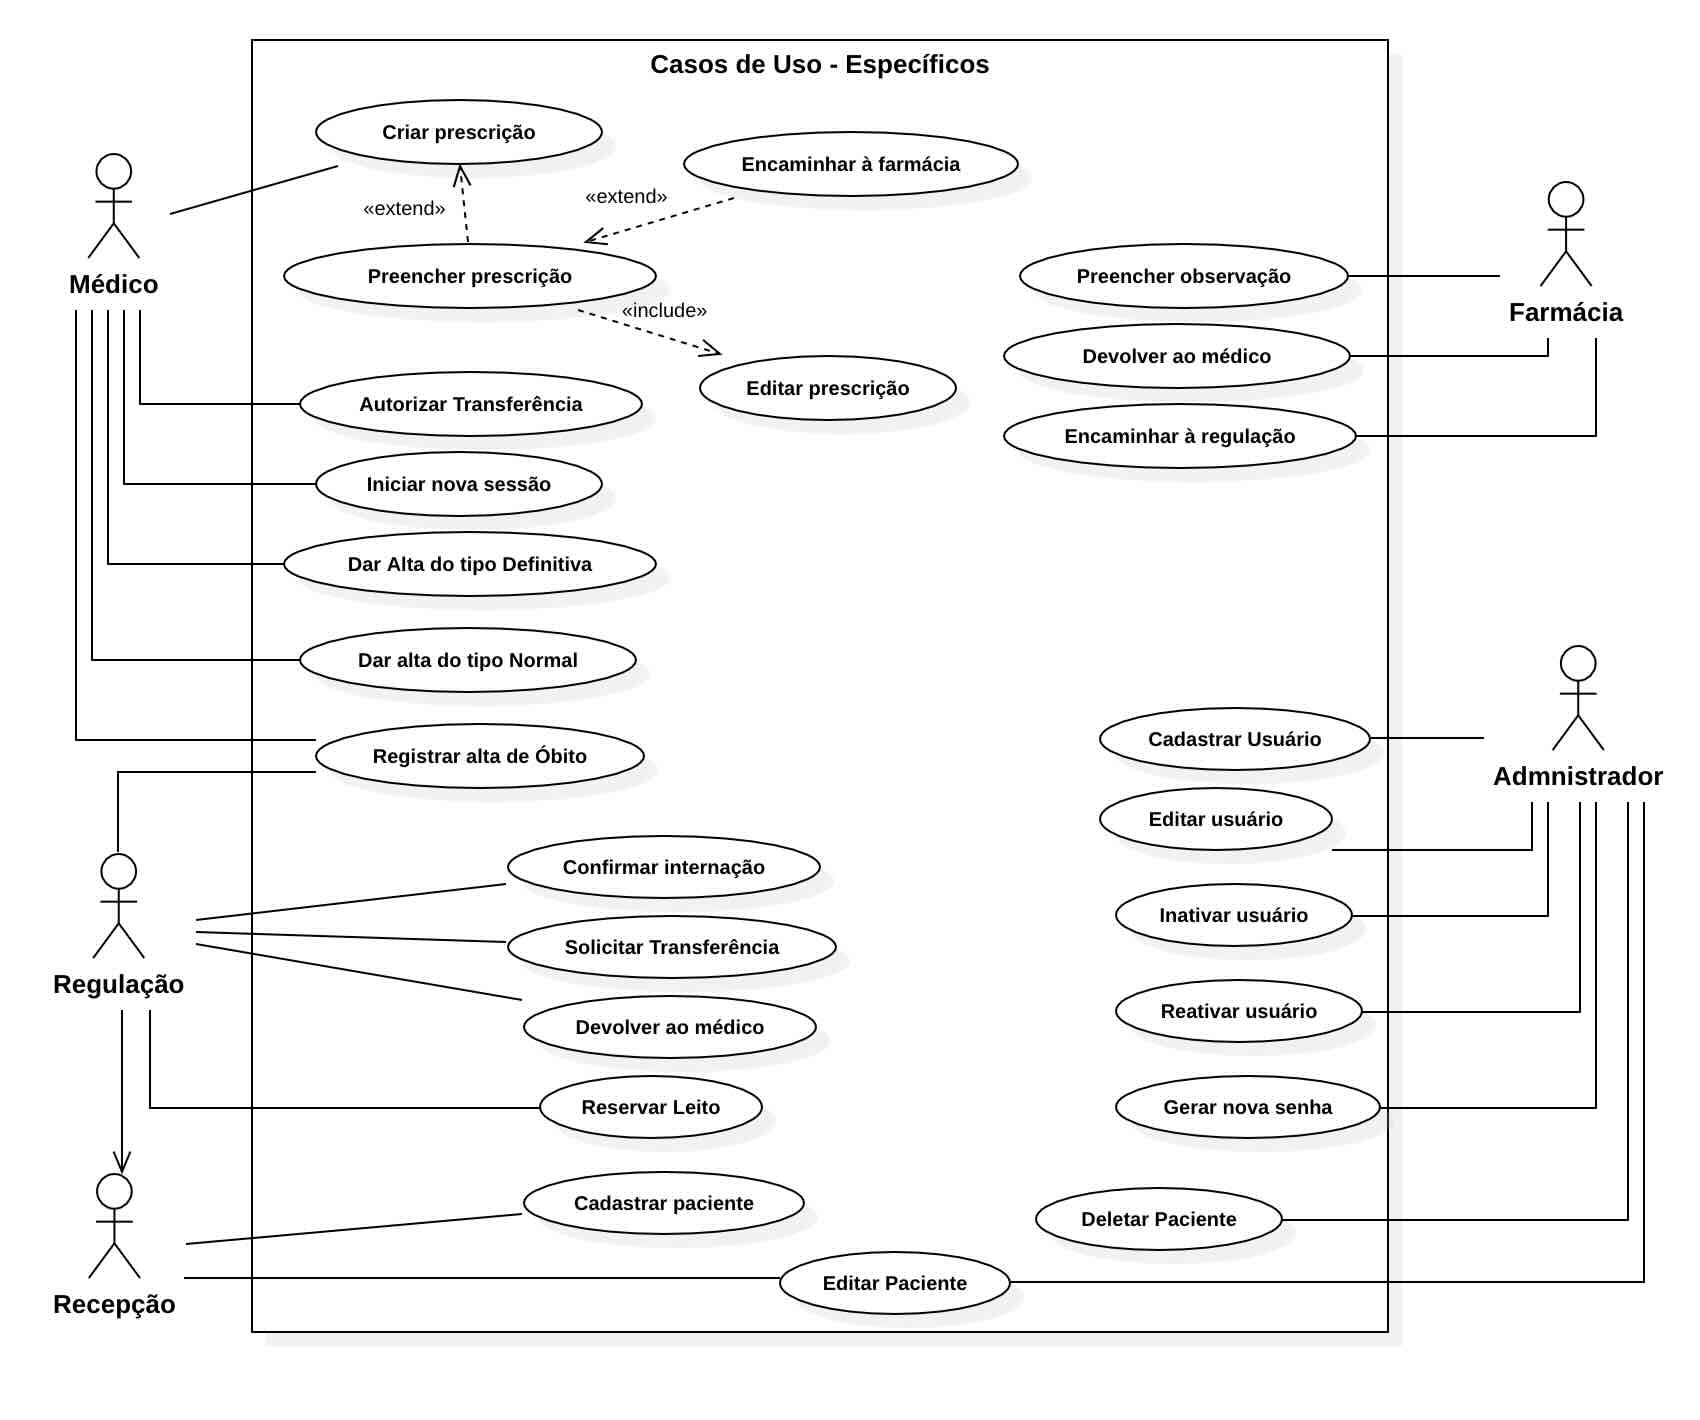 Casos de Uso - Específicos
Criar prescrição
Encaminhar à farmácia
«extend»
«extend»
Médico
Preencher prescrição
«include»
Preencher observação
Farmácia
Devolver ao médico
Editar prescrição
Autorizar Transferência
Encaminhar à regulação
Iniciar nova sessão
Dar Alta do tipo Definitiva
Dar alta do tipo Normal
Registrar alta de Óbito
Cadastrar Usuário
Admnistrador
Editar usuário
Confirmar internação
Inativar usuário
Solicitar Transferência
Regulação
Devolver ao médico
Reativar usuário
Reservar Leito
Gerar nova senha
Cadastrar paciente
Deletar Paciente
Editar Paciente
Recepção